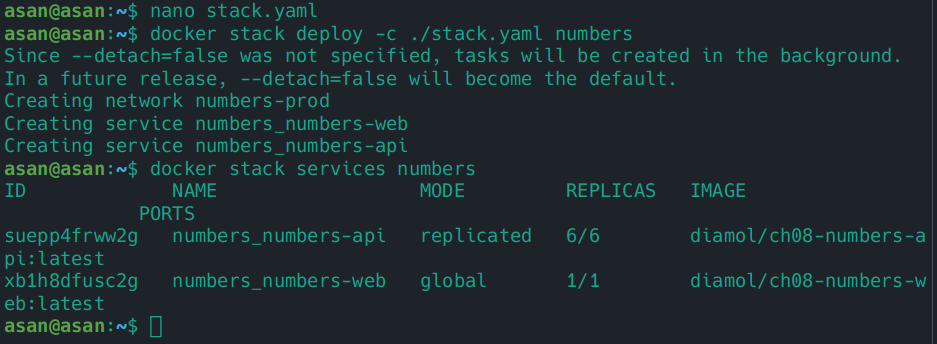 asan@asan:~$ nano stack.yaml
asan@asan:~$ docker stack deploy -c ./stack.yaml numbers
Since --detach=false was not specified, tasks will be created in the background.
In a future release, --detach=false will become the default.
Creating network numbers-prod
Creating service numbers_numbers-web
Creating service numbers_numbers-api
asan@asan:~$ docker stack services numbers
ID             NAME                  MODE         REPLICAS   IMAGE
            PORTS
suepp4frww2g   numbers_numbers-api   replicated   6/6        diamol/ch08-numbers-a
pi:latest
xb1h8dfusc2g   numbers_numbers-web   global       1/1        diamol/ch08-numbers-w
eb:latest
asan@asan:~$